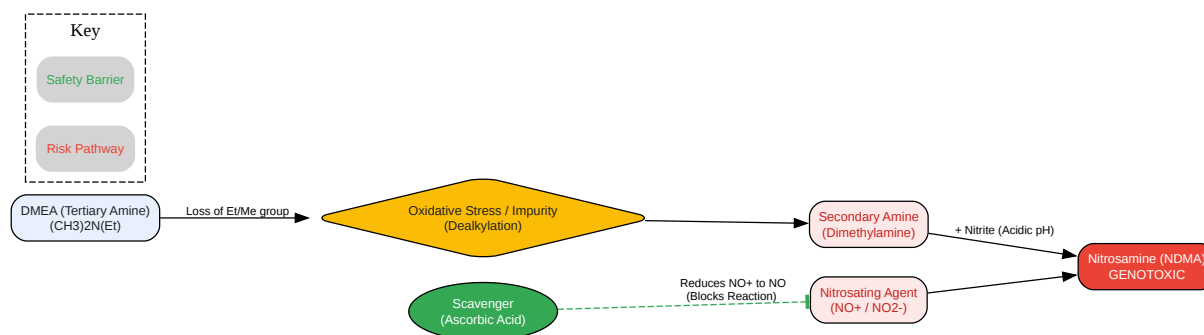 Key
Safety Barrier
Risk Pathway
DMEA (Tertiary Amine)
(CH3)2N(Et)
Loss of Et/Me group
Oxidative Stress / Impurity
(Dealkylation)
Secondary Amine
(Dimethylamine)
+ Nitrite (Acidic pH)
Nitrosamine (NDMA)
GENOTOXIC
Scavenger
(Ascorbic Acid)
Reduces NO+ to NO
(Blocks Reaction)
Nitrosating Agent
(NO+ / NO2-)